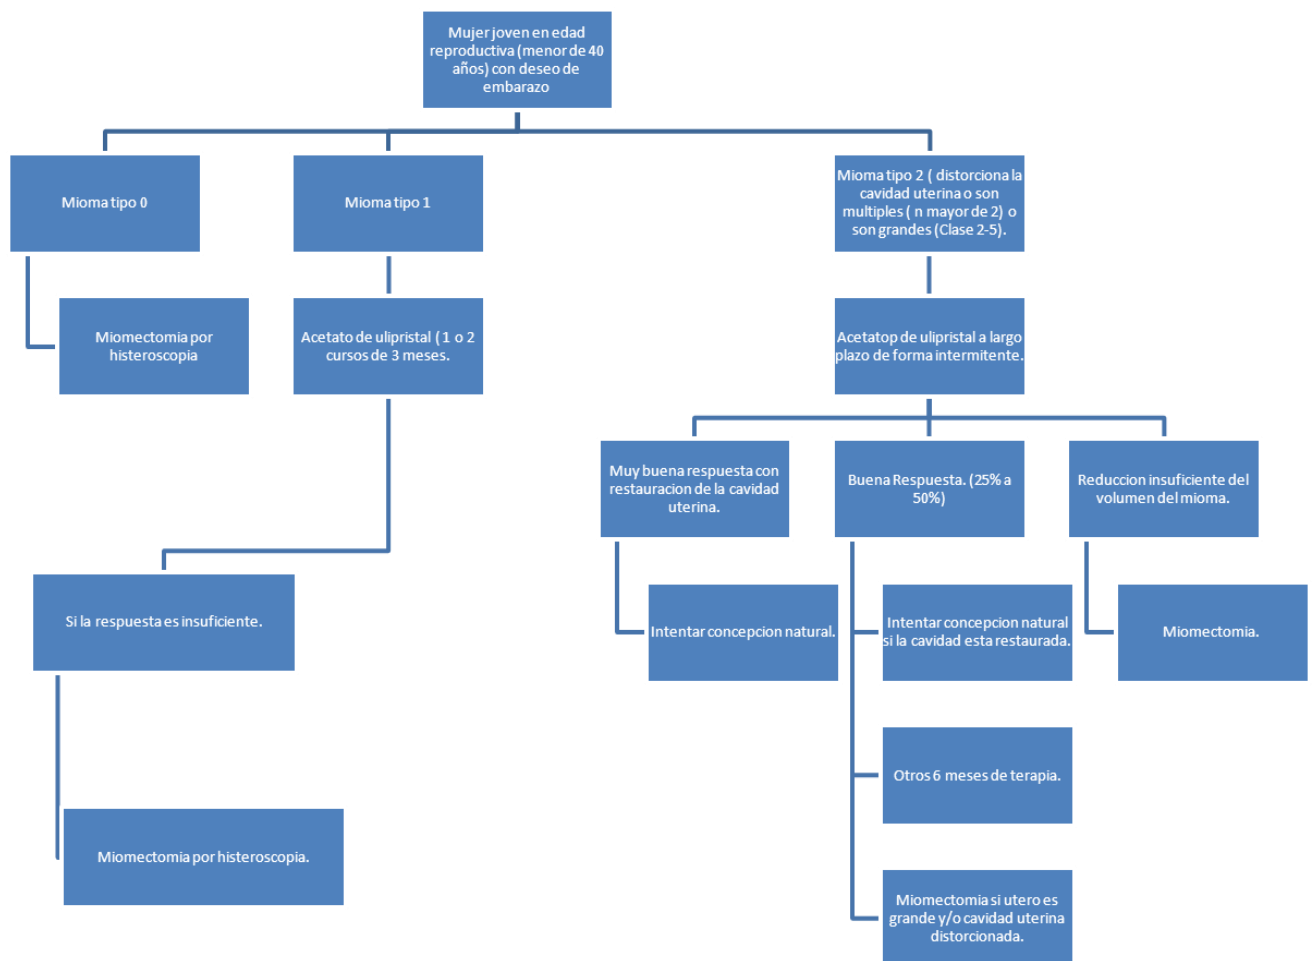 Mujer joven en edad
reproductiva (menor de 40
años) con deseo de
embarazo
Mioma tipo 0
Mioma tipo 1
Mioma tipo 2 ( distorciona la
cavidad uterina o son
multiples ( n mayor de 2) o
son grandes (Clase 2-5).
Miomectomia por
histeroscopia
Acetato de ulipristal ( 1 o 2
cursos de 3 meses.
Acetatop de ulipristal a largo
plazo de forma intermitente.
Muy buena respuesta con
restauracion de la cavidad
uterina.
Buena Respuesta. (25% a
50%)
Reduccion insuficiente del
volumen del mioma.
Si la respuesta es insuficiente.
Intentar concepcion natural.
Intentar concepcion natural
si la cavidad esta restaurada.
Miomectomia.
Otros 6 meses de terapia.
Miomectomia por histeroscopia.
Miomectomia si utero es
grande y/o cavidad uterina
distorcionada.